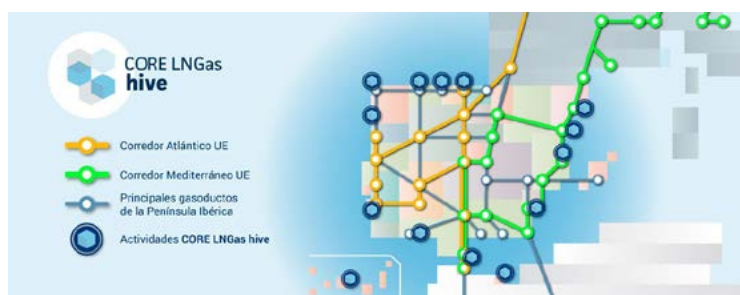 CORE LNGas
hive
Corredor Atlántico UE
Corredor Mediterráneo UE
Principales gasoductos
de la Península Ibérica
Actividades CORE LNGas hive